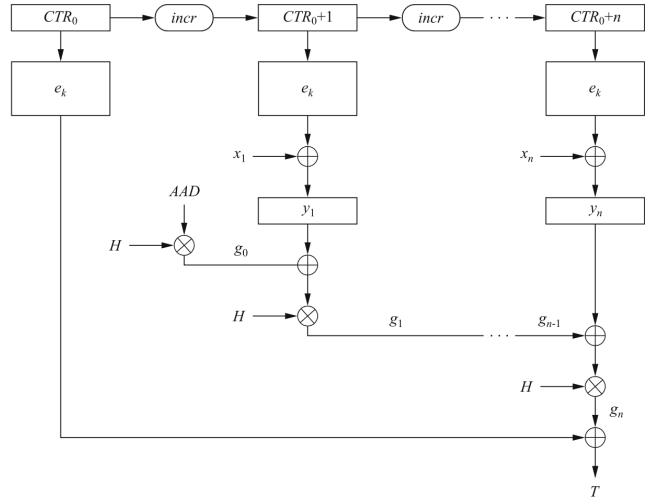 CTR₀ incr CTR₀+1 incr · · · CTR₀+n
eₖ eₖ eₖ
x₁ xₙ
AAD y₁ yₙ
H g₀
H g₁ · · · gₙ₋₁
H
gₙ
T